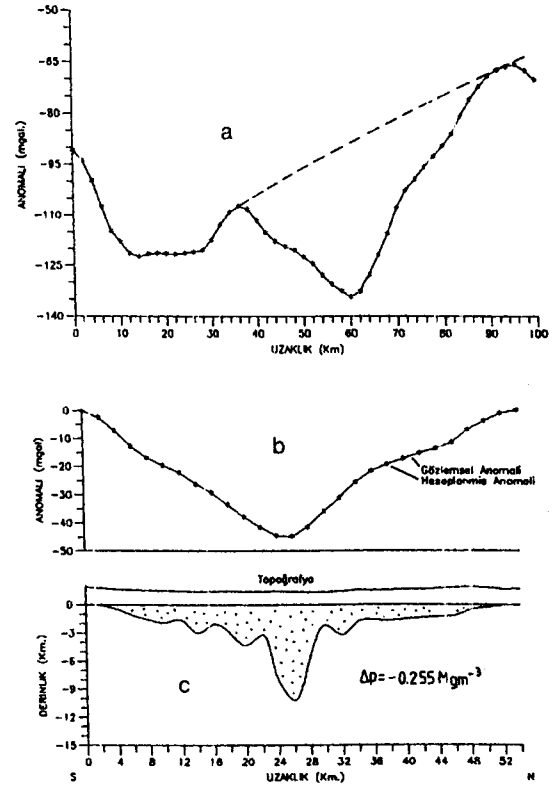 -50
-65
-80
-95
-110
-125
-140
ANOMALI (mgal.)
a
0 10 20 30 40 50 60 70 80 90 100
UZAKLIK (Km)
0
-10
-20
-30
-40
-50
ANOMALI (mgal)
b
Gözlemsel Anomali
Hesaplanmis Anomali
Topoğrafya
0
-3
-6
-9
-12
-15
DERINLIK (Km.)
c
Δρ=-0.255 Mgm⁻³
0 4 8 12 16 20 24 28 32 36 40 44 48 52
S UZAKLIK (Km.) N